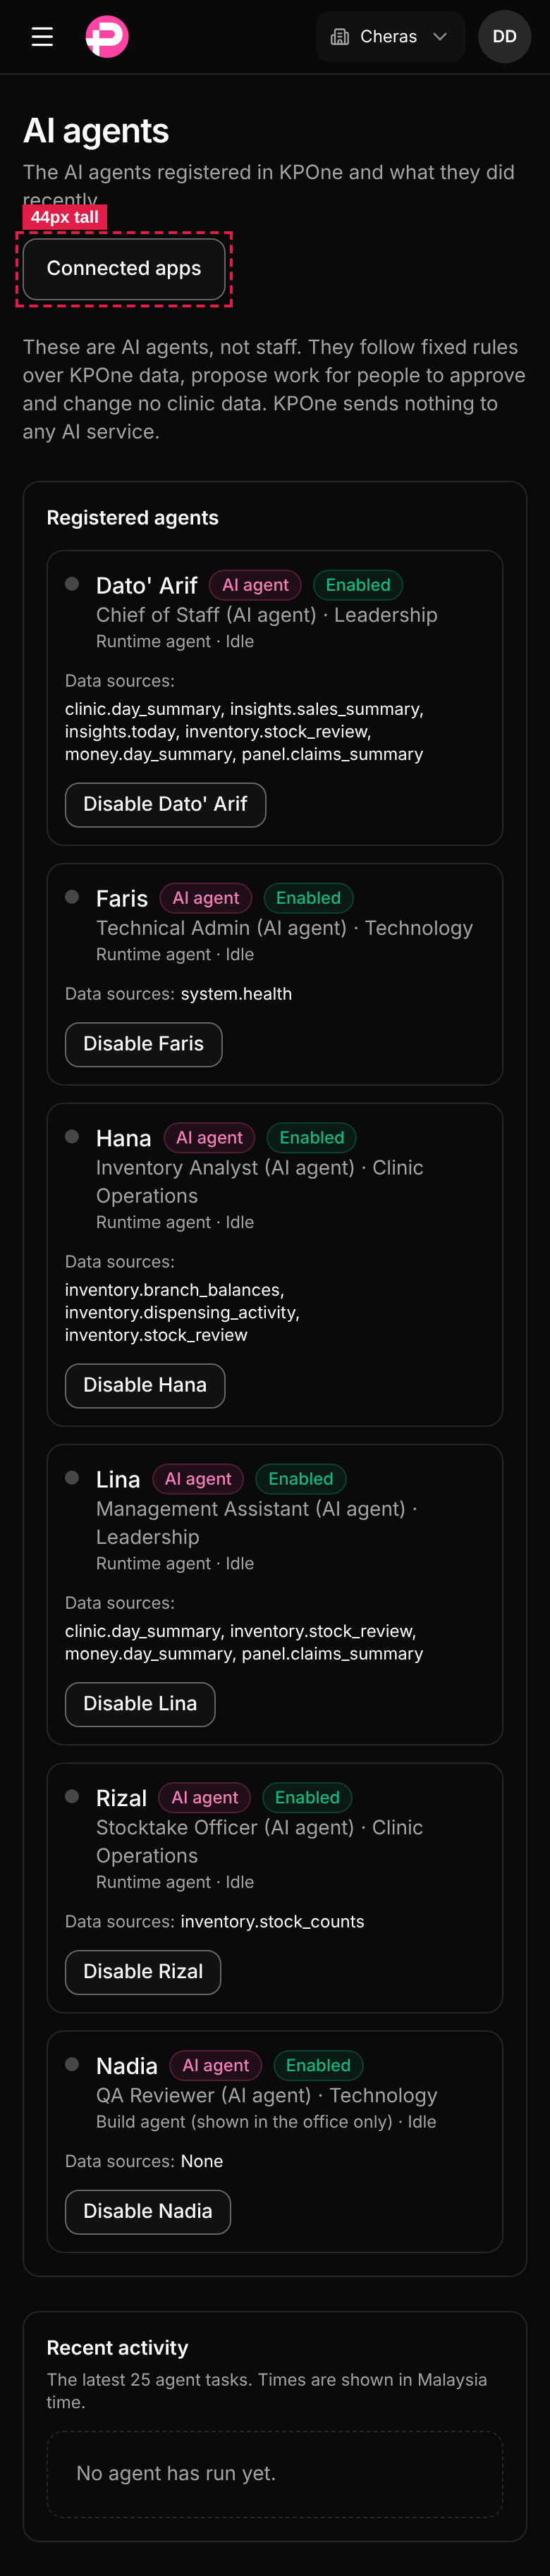 Cheras
DD
AI agents
The AI agents registered in KPOne and what they did
recently.
44px tall
Connected apps
These are AI agents, not staff. They follow fixed rules
over KPOne data, propose work for people to approve
and change no clinic data. KPOne sends nothing to
any AI service.
Registered agents
Dato' Arif AI agent Enabled
Chief of Staff (AI agent) · Leadership
Runtime agent · Idle
Data sources:
clinic.day_summary, insights.sales_summary,
insights.today, inventory.stock_review,
money.day_summary, panel.claims_summary
Disable Dato' Arif
Faris AI agent Enabled
Technical Admin (AI agent) · Technology
Runtime agent · Idle
Data sources: system.health
Disable Faris
Hana AI agent Enabled
Inventory Analyst (AI agent) · Clinic
Operations
Runtime agent · Idle
Data sources:
inventory.branch_balances,
inventory.dispensing_activity,
inventory.stock_review
Disable Hana
Lina AI agent Enabled
Management Assistant (AI agent) ·
Leadership
Runtime agent · Idle
Data sources:
clinic.day_summary, inventory.stock_review,
money.day_summary, panel.claims_summary
Disable Lina
Rizal AI agent Enabled
Stocktake Officer (AI agent) · Clinic
Operations
Runtime agent · Idle
Data sources: inventory.stock_counts
Disable Rizal
Nadia AI agent Enabled
QA Reviewer (AI agent) · Technology
Build agent (shown in the office only) · Idle
Data sources: None
Disable Nadia
Recent activity
The latest 25 agent tasks. Times are shown in Malaysia
time.
No agent has run yet.